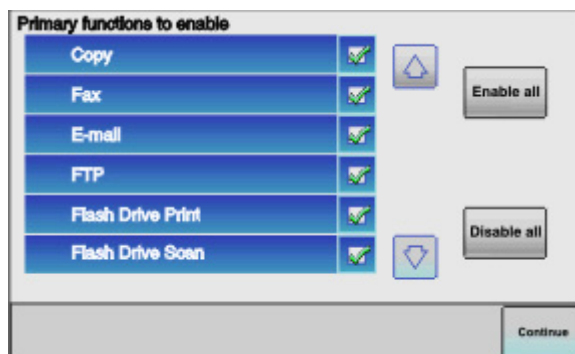 Primary functions to enable
Copy
Fax
E-mail
FTP
Flash Drive Print
Flash Drive Scan
Enable all
Disable all
Continue